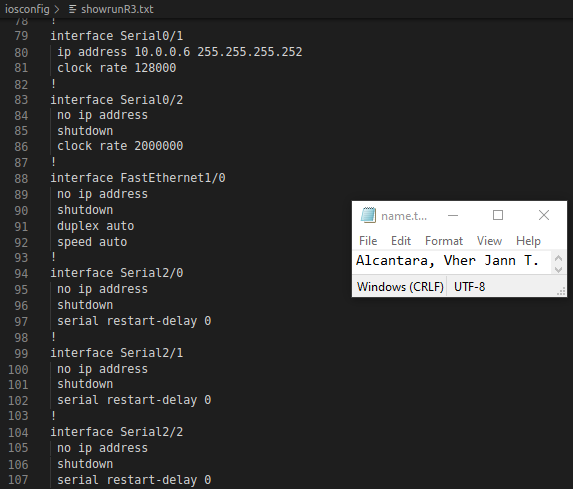 iosconfig > showrunR3.txt
78 !
79 interface Serial0/1
80 ip address 10.0.0.6 255.255.255.252
81 clock rate 128000
82 !
83 interface Serial0/2
84 no ip address
85 shutdown
86 clock rate 2000000
87 !
88 interface FastEthernet1/0
89 no ip address
90 shutdown
91 duplex auto
92 speed auto
93 !
94 interface Serial2/0
95 no ip address
96 shutdown
97 serial restart-delay 0
98 !
99 interface Serial2/1
100 no ip address
101 shutdown
102 serial restart-delay 0
103 !
104 interface Serial2/2
105 no ip address
106 shutdown
107 serial restart-delay 0
name.t...
File Edit Format View Help
Alcantara, Vher Jann T.
Windows (CRLF) UTF-8